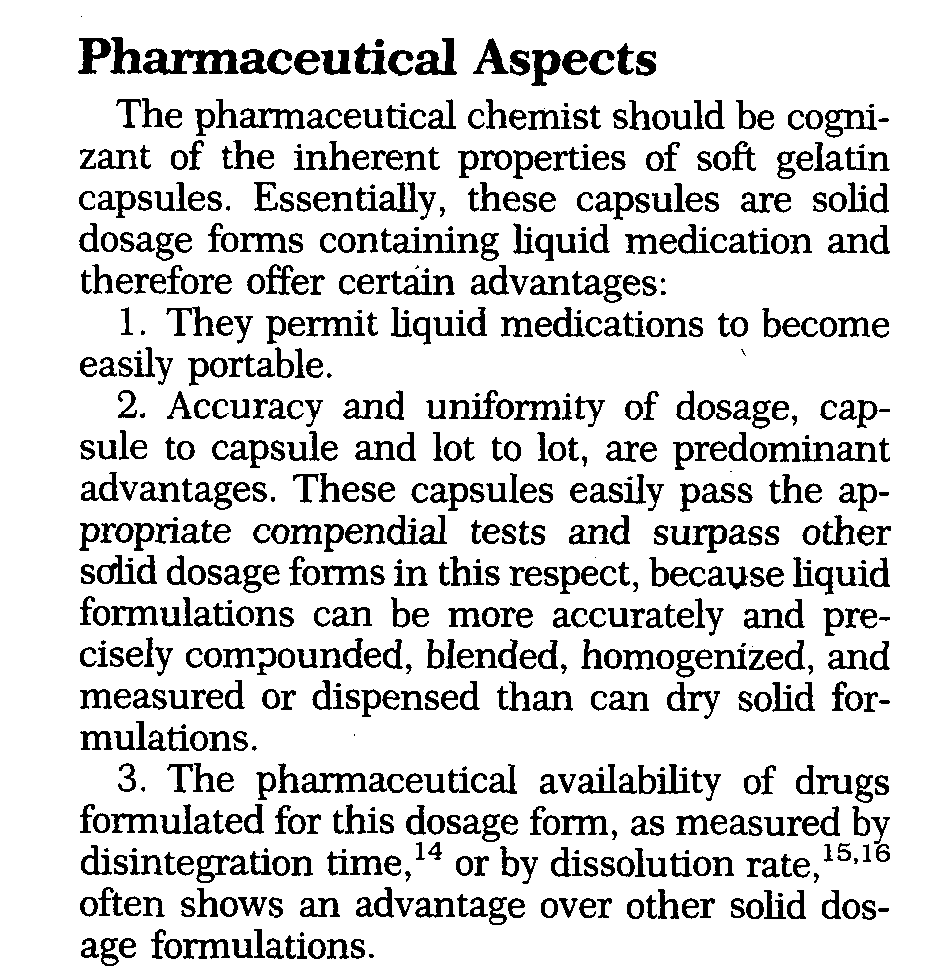 Pharmaceutical Aspects
The pharmaceutical chemist should be cogni-
zant of the inherent properties of soft gelatin
capsules. Essentially, these capsules are solid
dosage forms containing liquid medication and
therefore offer certain advantages:
1. They permit liquid medications to become
easily portable.
2. Accuracy and uniformity of dosage, cap-
sule to capsule and lot to lot, are predominant
advantages. These capsules easily pass the ap-
propriate compendial tests and surpass other
solid dosage forms in this respect, because liquid
formulations can be more accurately and pre-
cisely compounded, blended, homogenized, and
measured or dispensed than can dry solid for-
mulations.
3. The pharmaceutical availability of drugs
formulated for this dosage form, as measured by
disintegration time,¹⁴ or by dissolution rate,¹⁵,¹⁶
often shows an advantage over other solid dos-
age formulations.